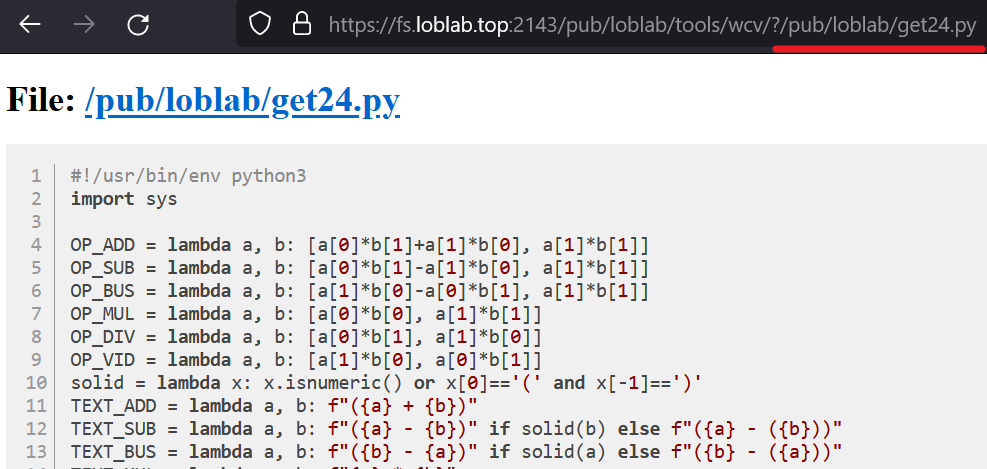 https://fs.loblab.top:2143/pub/loblab/tools/wcv/?/pub/loblab/get24.py
File: /pub/loblab/get24.py
1 #!/usr/bin/env python3
2 import sys
3
4 OP_ADD = lambda a, b: [a[0]*b[1]+a[1]*b[0], a[1]*b[1]]
5 OP_SUB = lambda a, b: [a[0]*b[1]-a[1]*b[0], a[1]*b[1]]
6 OP_BUS = lambda a, b: [a[1]*b[0]-a[0]*b[1], a[1]*b[1]]
7 OP_MUL = lambda a, b: [a[0]*b[0], a[1]*b[1]]
8 OP_DIV = lambda a, b: [a[0]*b[1], a[1]*b[0]]
9 OP_VID = lambda a, b: [a[1]*b[0], a[0]*b[1]]
10 solid = lambda x: x.isnumeric() or x[0]=='(' and x[-1]==')'
11 TEXT_ADD = lambda a, b: f"({a} + {b})"
12 TEXT_SUB = lambda a, b: f"({a} - {b})" if solid(b) else f"({a} - ({b}))"
13 TEXT_BUS = lambda a, b: f"({b} - {a})" if solid(a) else f"({b} - ({a}))"